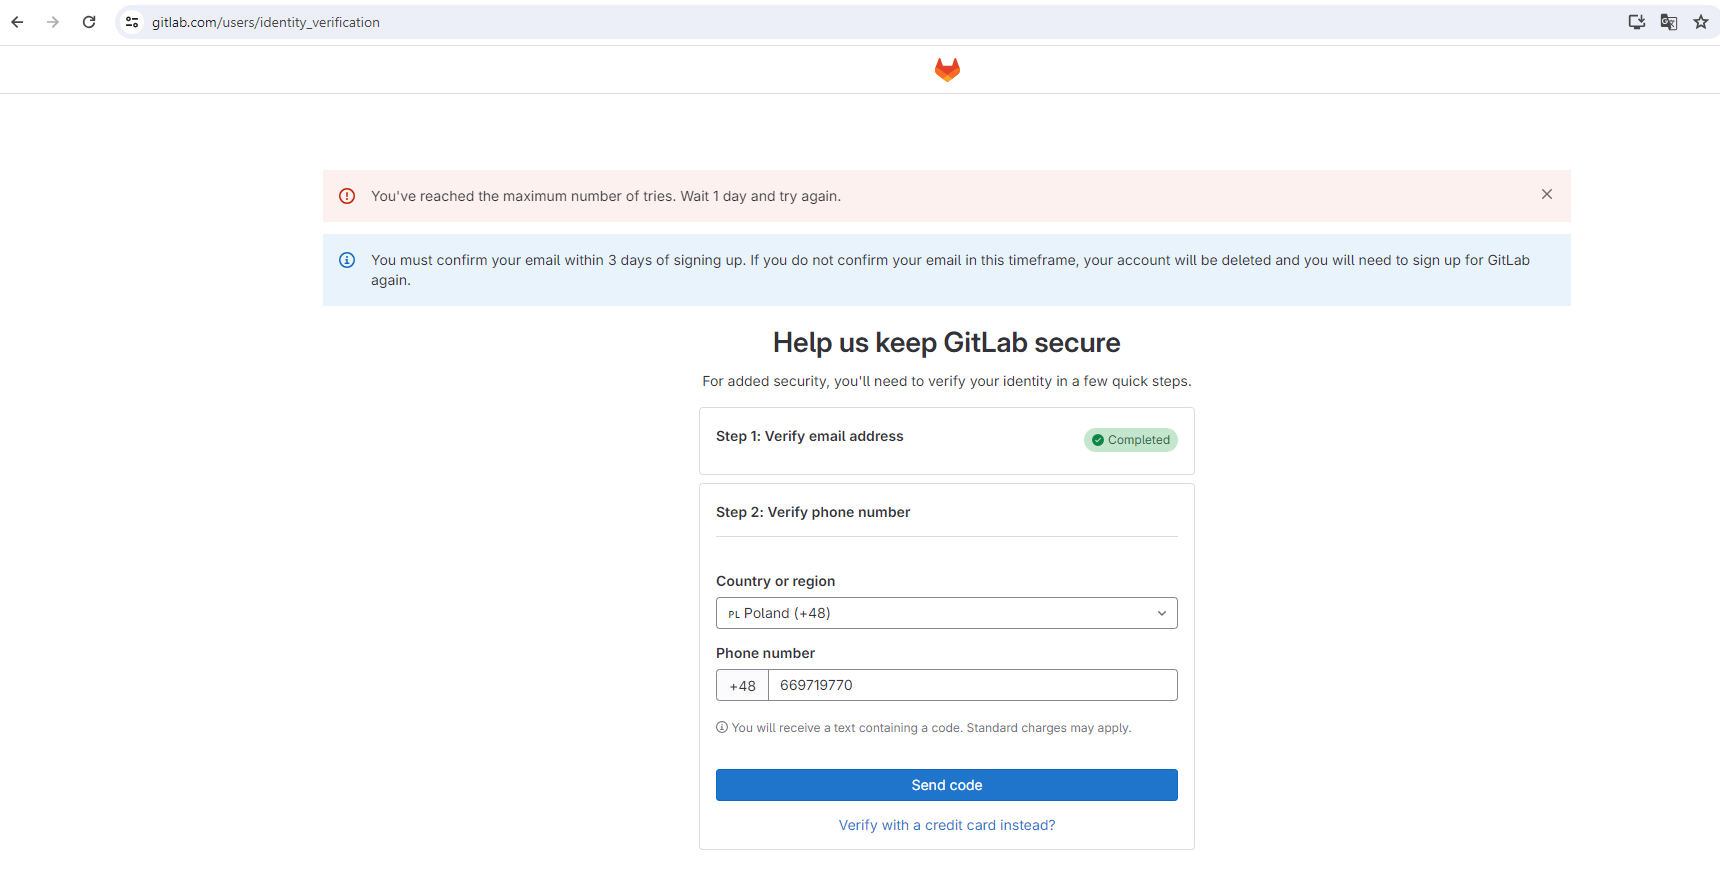 gitlab.com/users/identity_verification
You've reached the maximum number of tries. Wait 1 day and try again.
You must confirm your email within 3 days of signing up. If you do not confirm your email in this timeframe, your account will be deleted and you will need to sign up for GitLab
again.
Help us keep GitLab secure
For added security, you'll need to verify your identity in a few quick steps.
Step 1: Verify email address
Completed
Step 2: Verify phone number
Country or region
PL Poland (+48)
Phone number
+48 669719770
You will receive a text containing a code. Standard charges may apply.
Send code
Verify with a credit card instead?